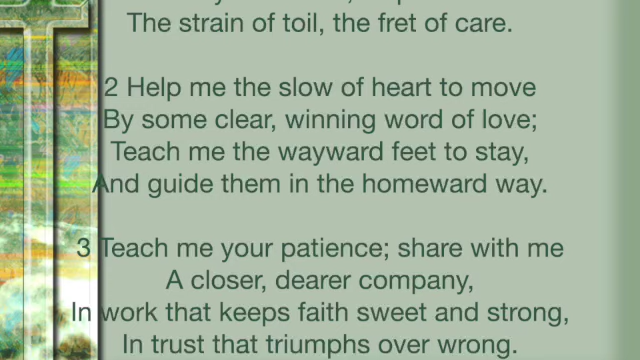 The strain of toil, the fret of care.
2 Help me the slow of heart to move
By some clear, winning word of love;
Teach me the wayward feet to stay,
And guide them in the homeward way.
3 Teach me your patience; share with me
A closer, dearer company,
In work that keeps faith sweet and strong,
In trust that triumphs over wrong.